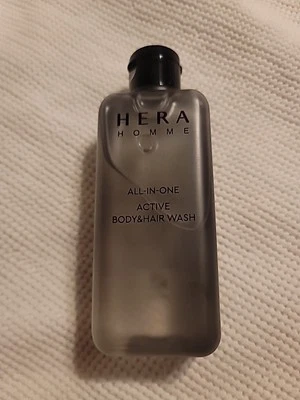 HERA
HOMME
ALL-IN-ONE
ACTIVE
BODY&HAIR WASH